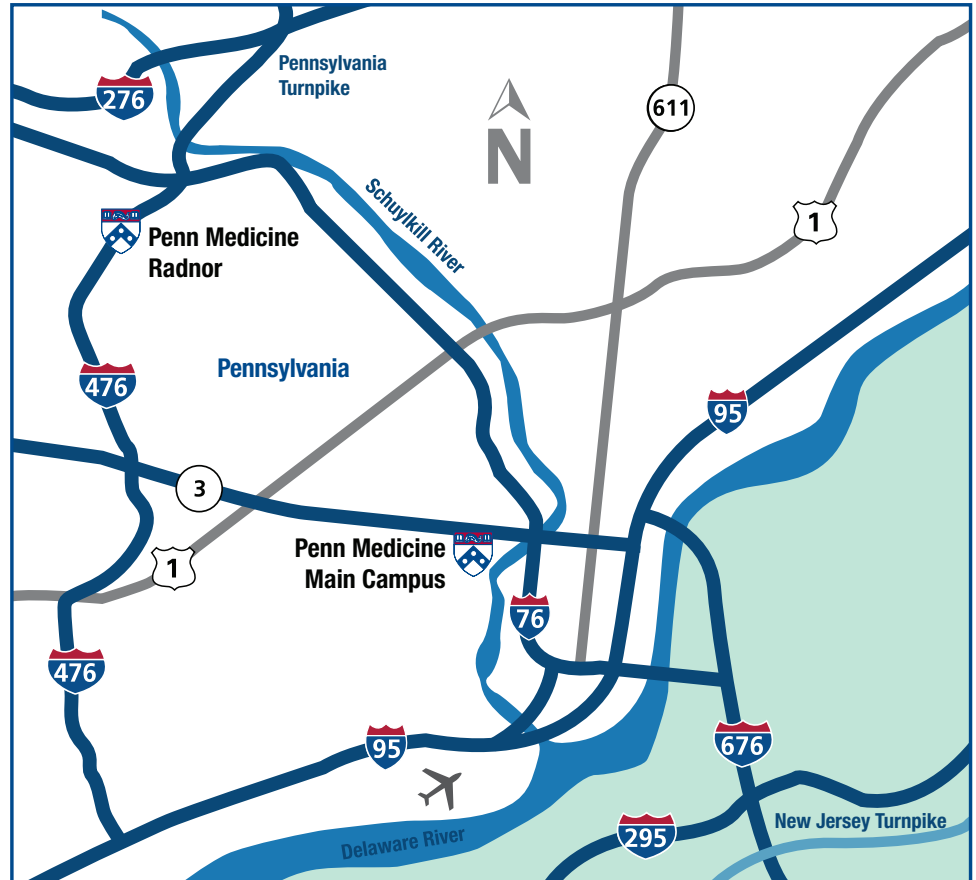 Pennsylvania
Turnpike
276
611
N
Schuylkill River
1
Penn Medicine
Radnor
Pennsylvania
476
95
3
Penn Medicine
Main Campus
1
76
476
95
676
295
New Jersey Turnpike
Delaware River